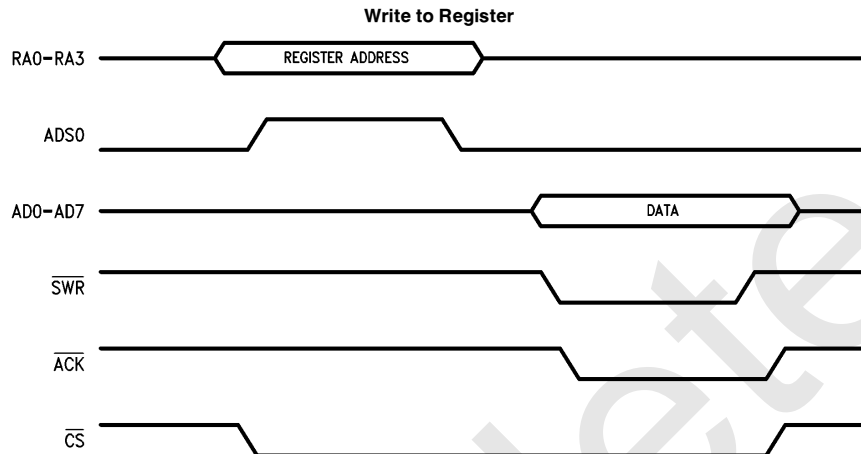 Write to Register
RA0-RA3
REGISTER ADDRESS
ADS0
AD0-AD7
DATA
SWR
ACK
CS